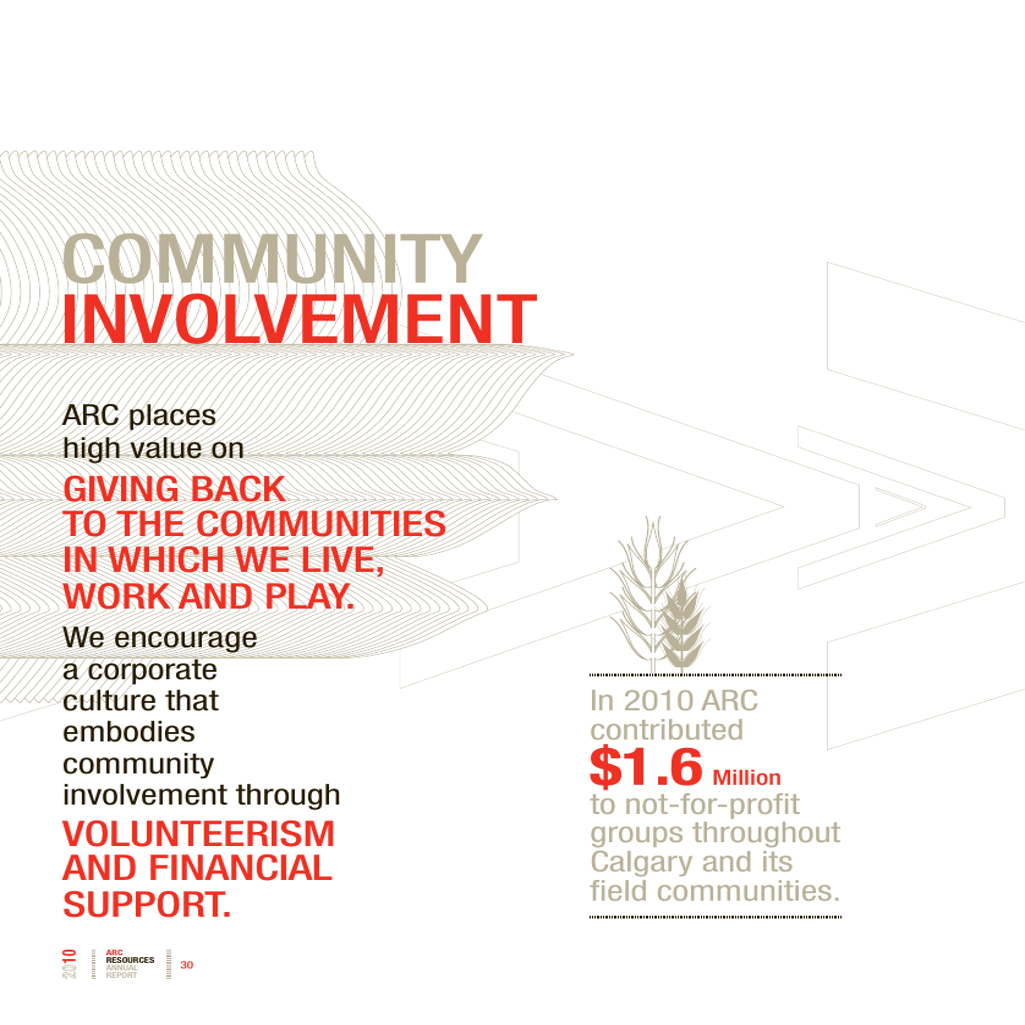 COMMUNITY
INVOLVEMENT
ARC places
high value on
GIVING BACK
TO THE COMMUNITIES
IN WHICH WE LIVE,
WORK AND PLAY.
We encourage
a corporate
culture that
embodies
community
involvement through
VOLUNTEERISM
AND FINANCIAL
SUPPORT.
In 2010 ARC
contributed
$1.6 Million
to not-for-profit
groups throughout
Calgary and its
field communities.
2010
ARC
RESOURCES
ANNUAL
REPORT
30